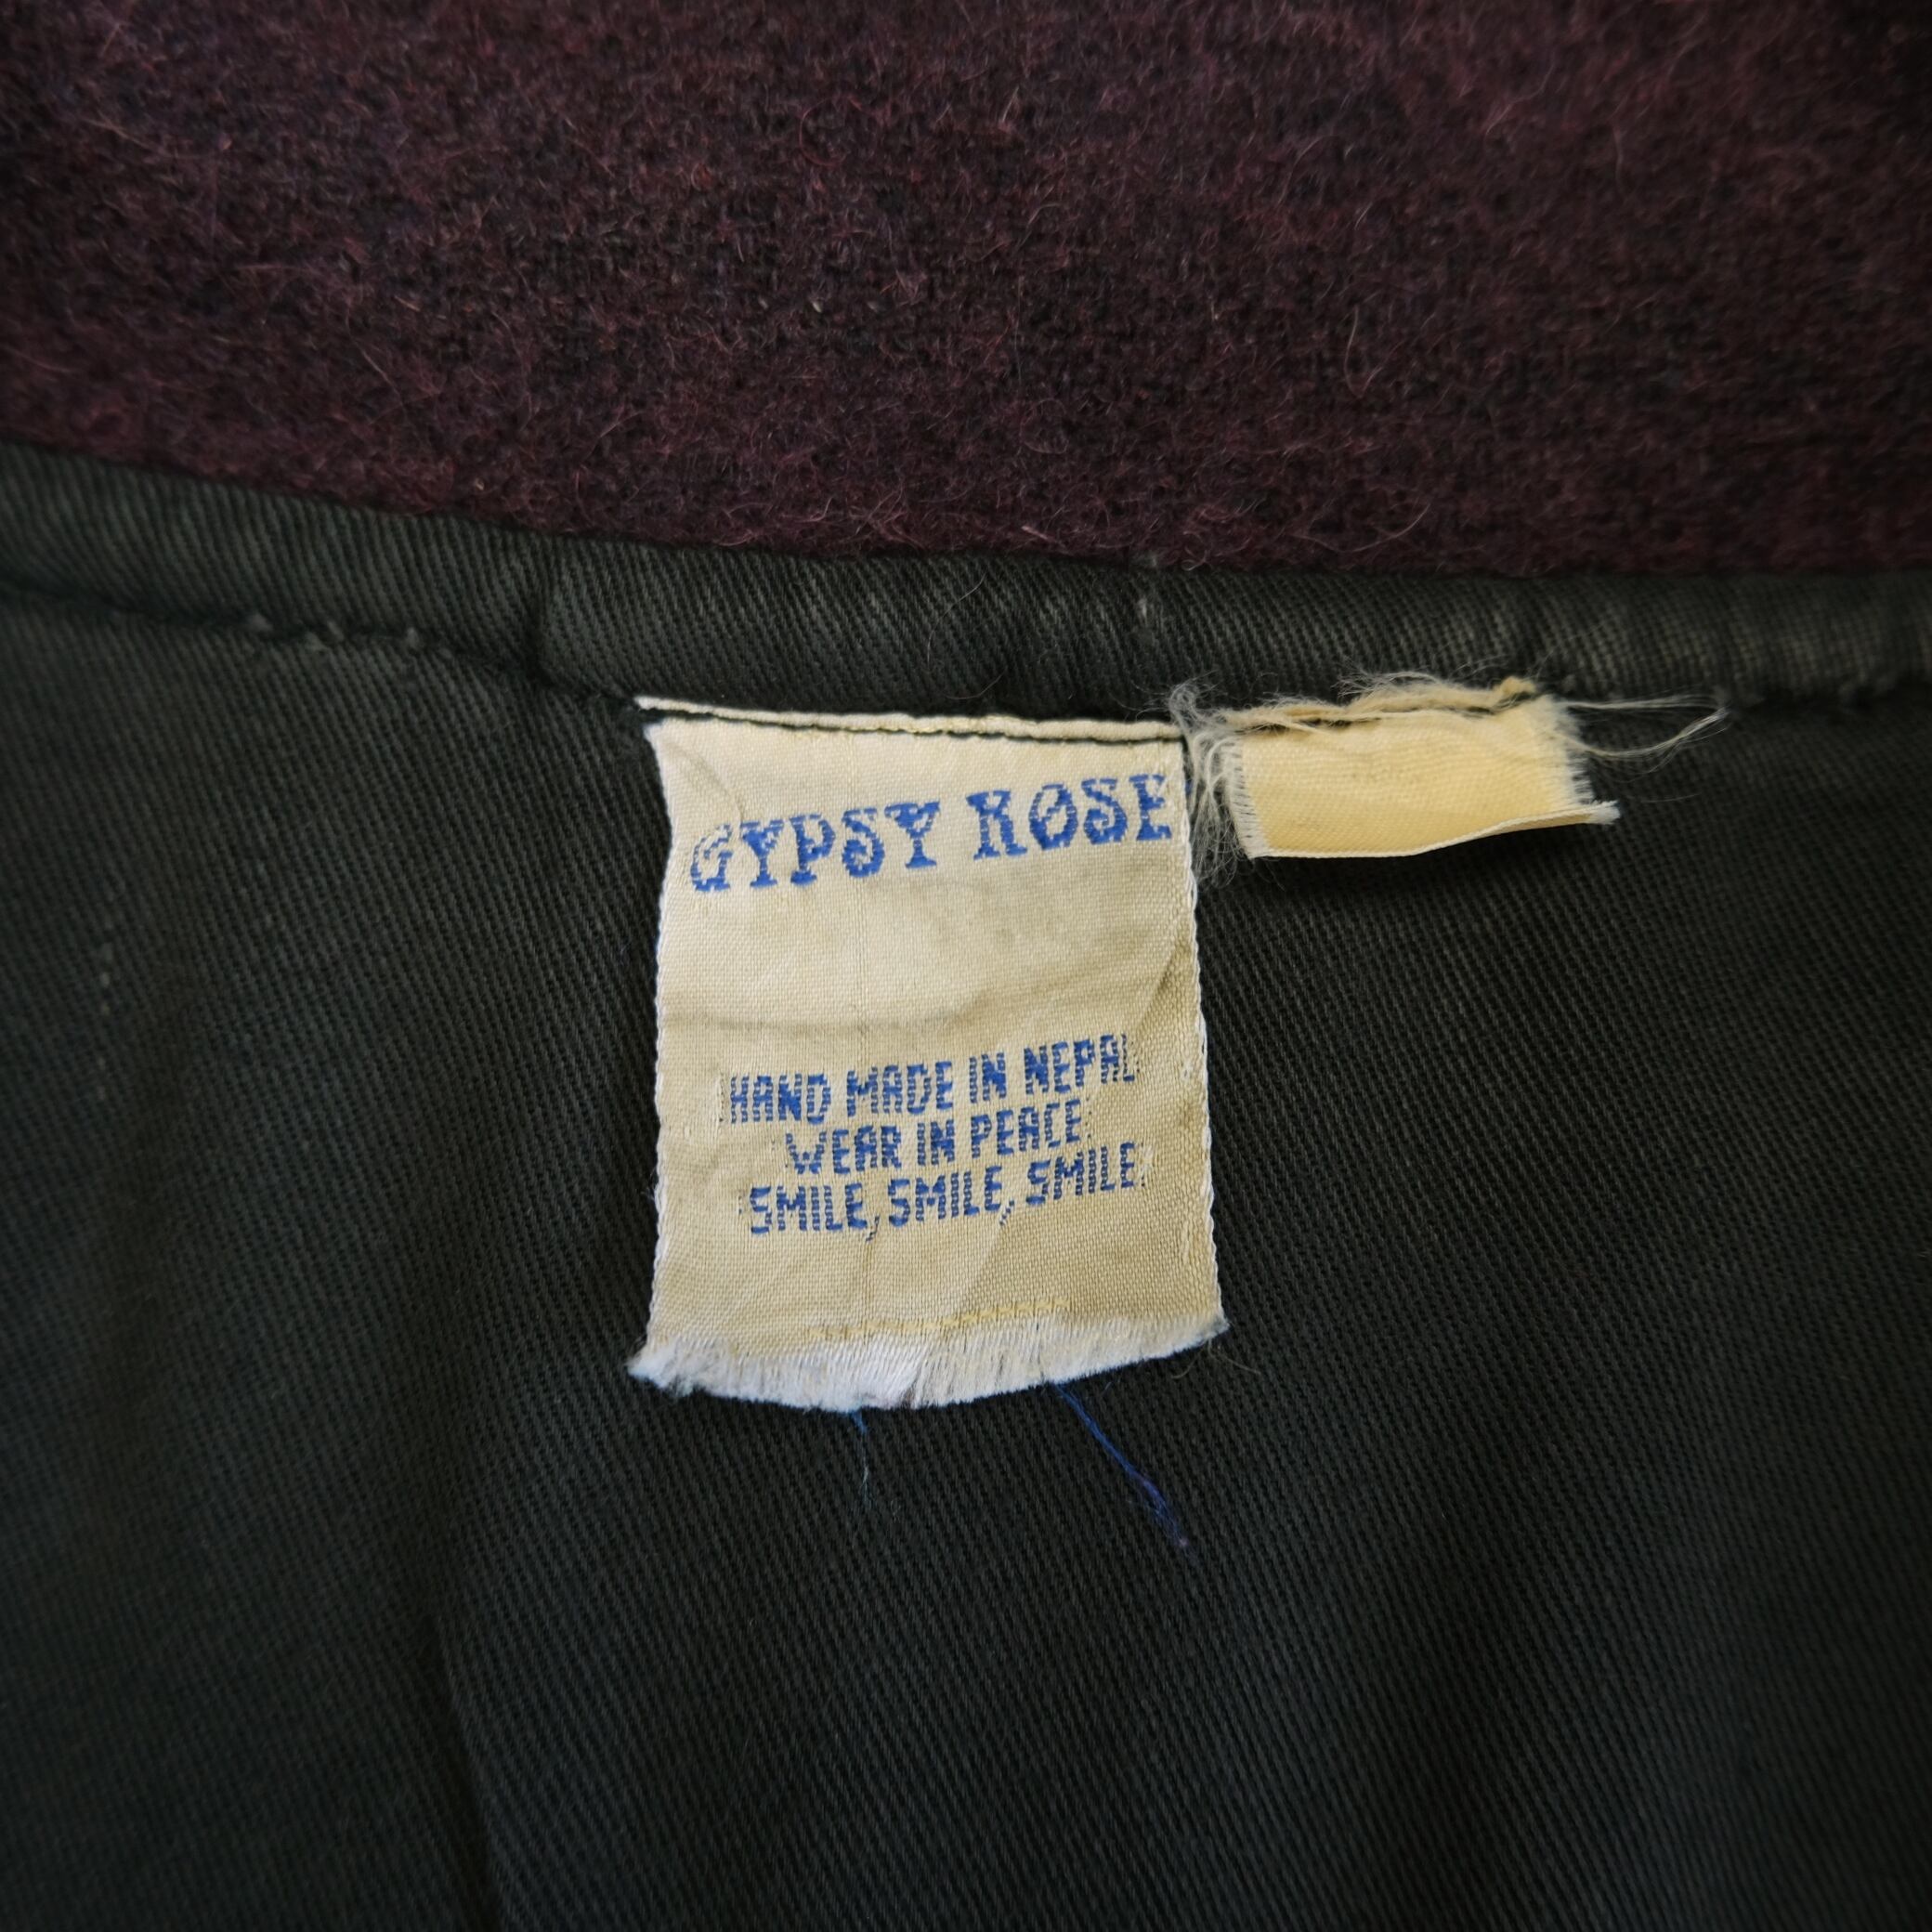 GYPSY ROSE
HAND MADE IN NEPAL
WEAR IN PEACE
SMILE, SMILE, SMILE